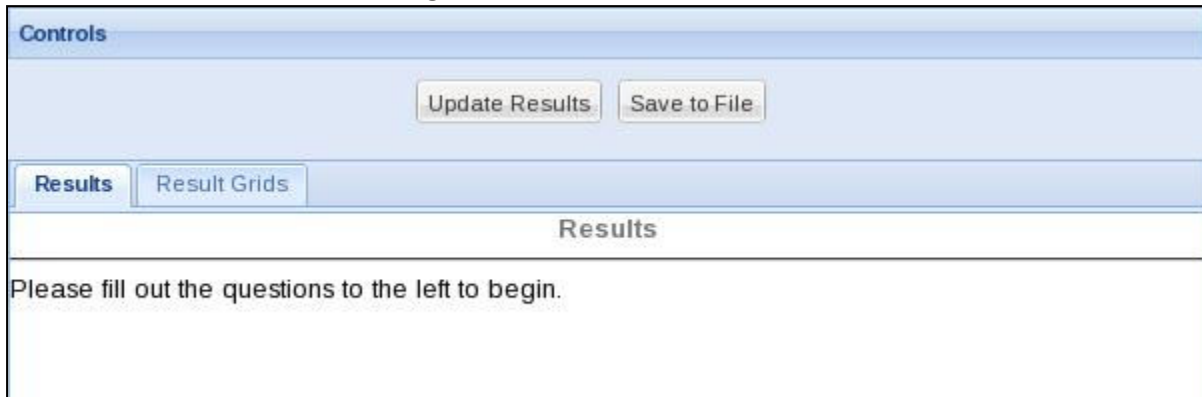 Controls
Update Results Save to File
Results Result Grids
Results
Please fill out the questions to the left to begin.